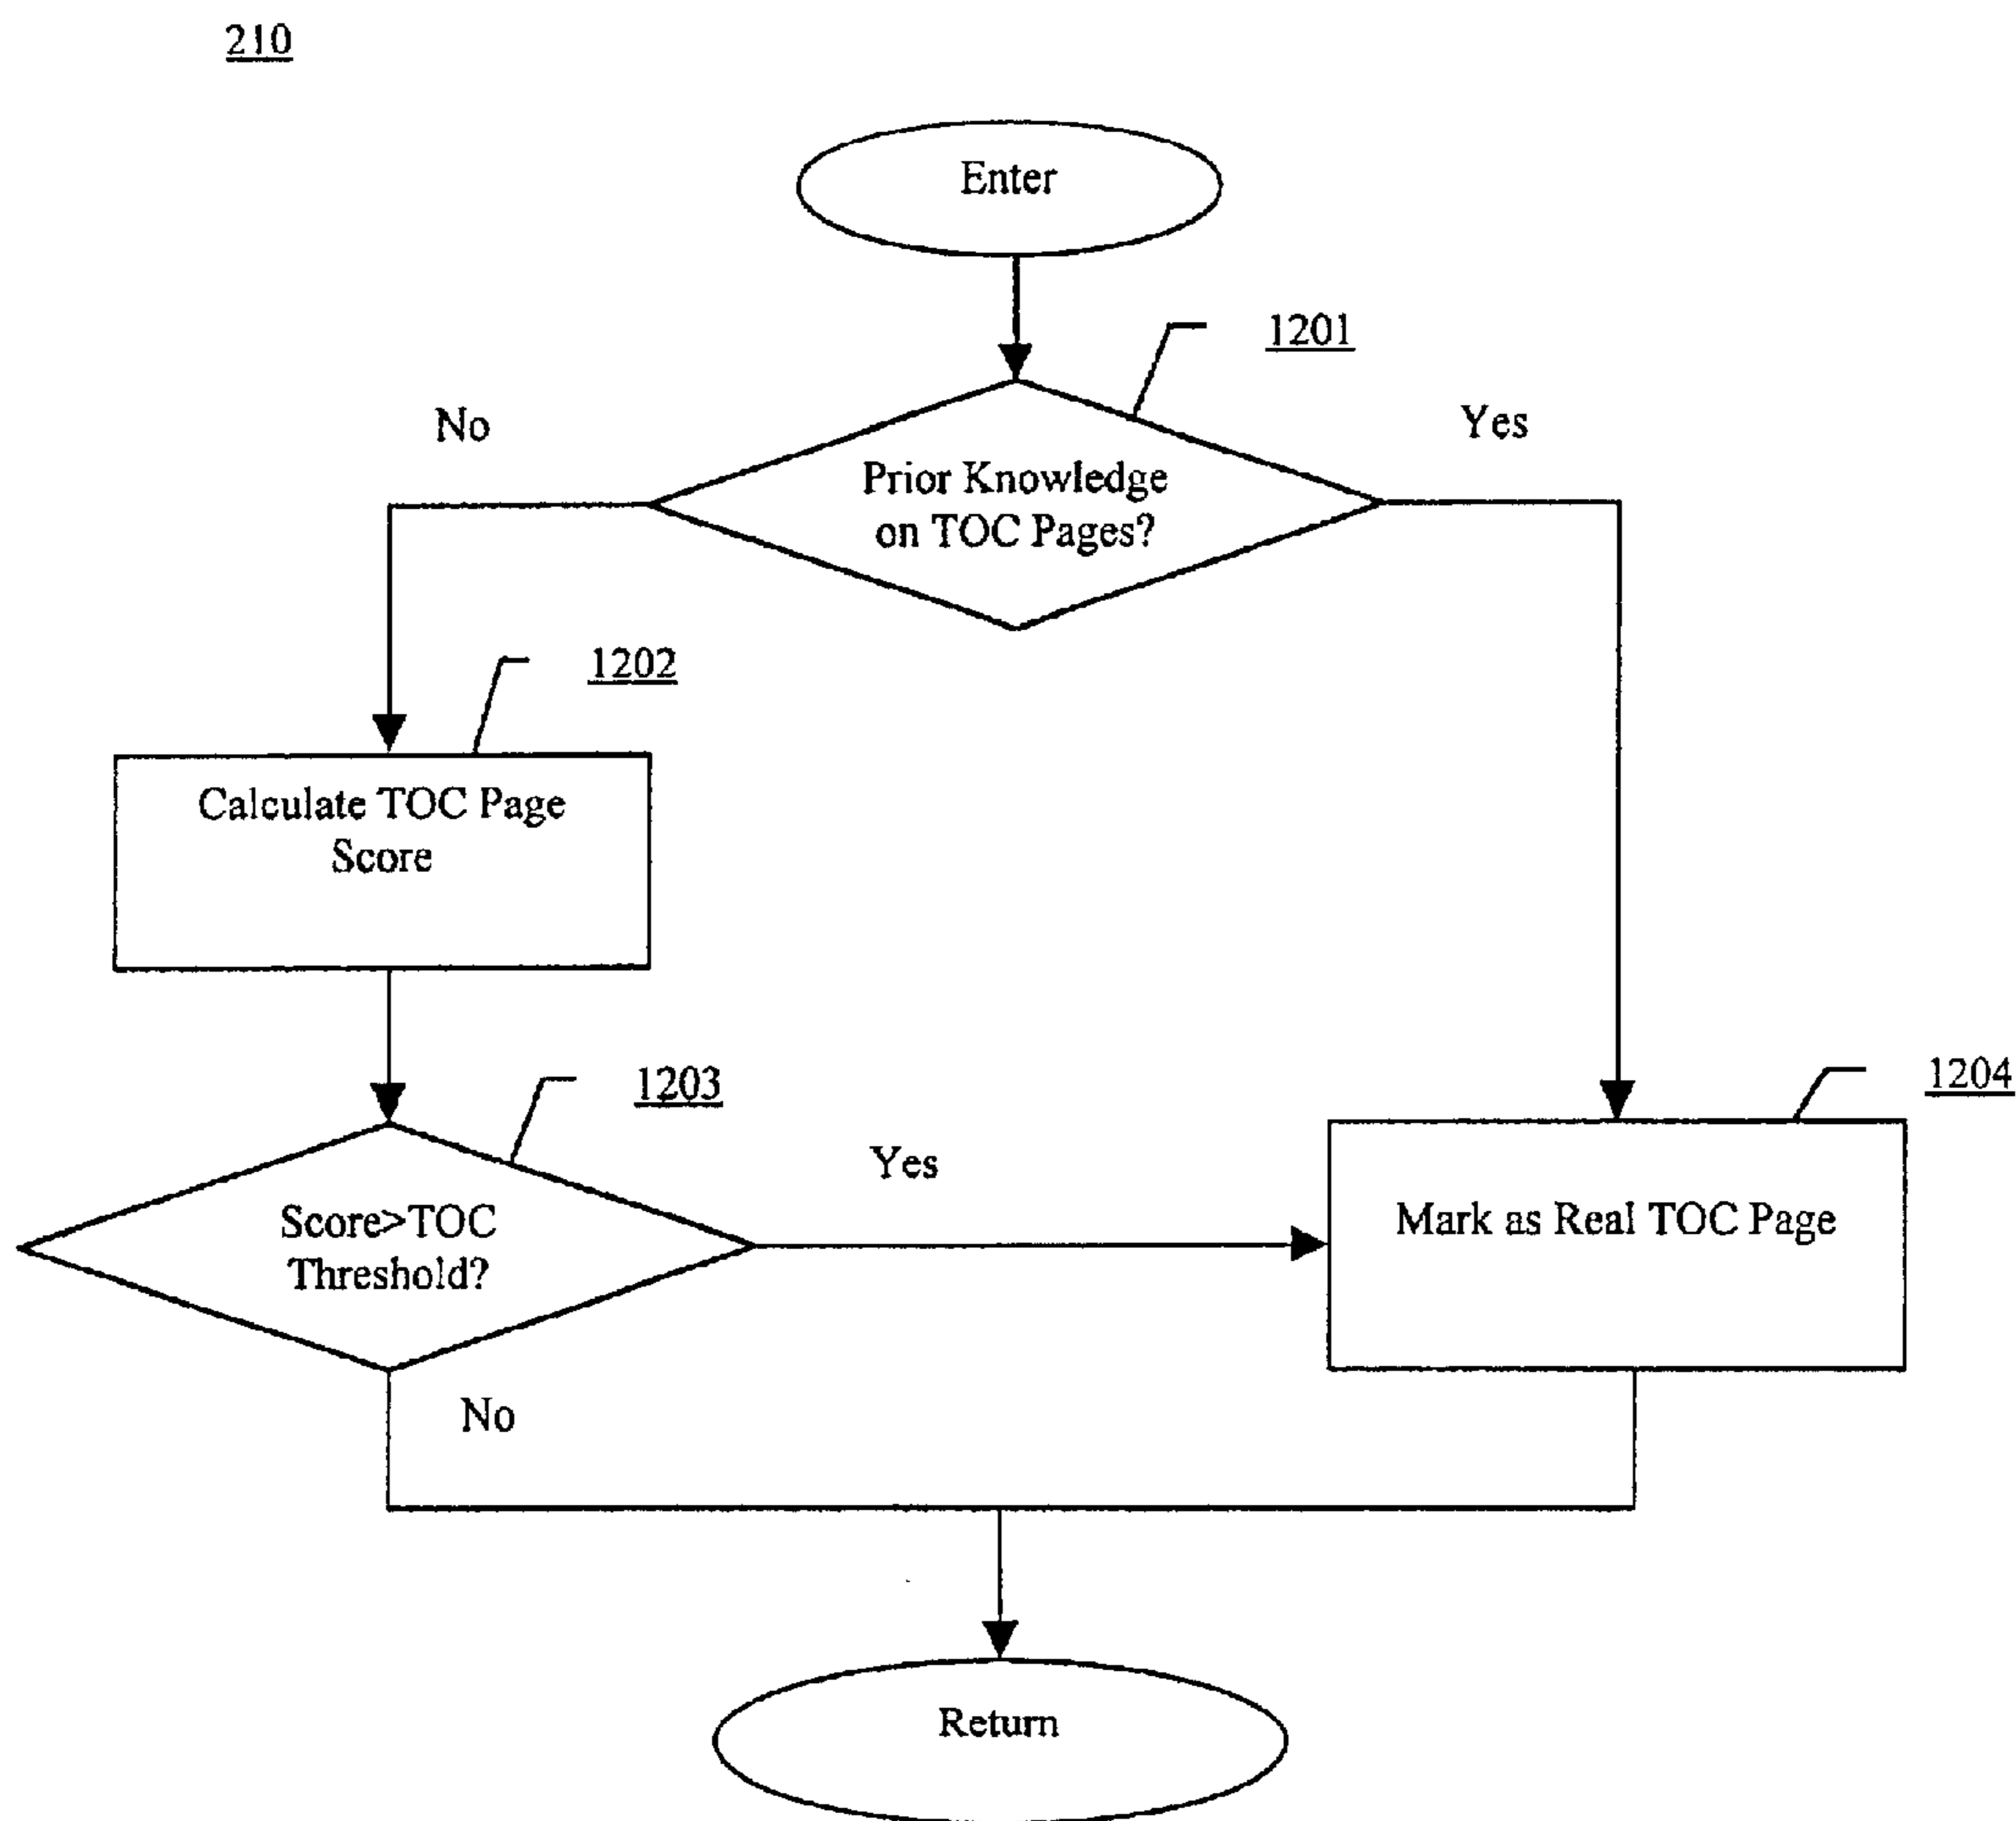 210
Enter
1201
No
Yes
Prior Knowledge
on TOC Pages?
1202
Calculate TOC Page
Score
1203
1204
Yes
Score>TOC
Threshold?
Mark as Real TOC Page
No
Return